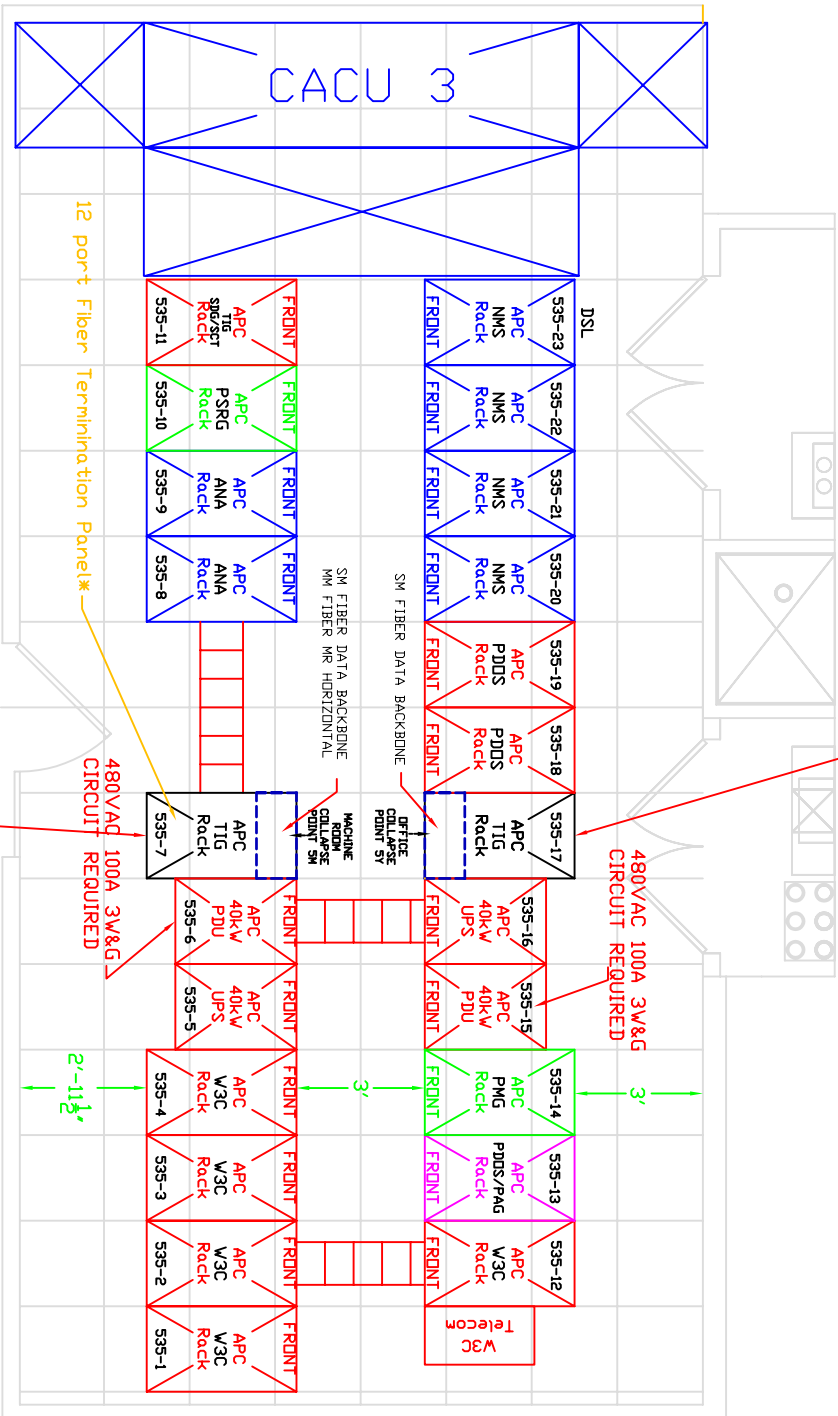 CACU 3
DSL
535-23
APC
NMS
Rack
FRONT
535-22
APC
NMS
Rack
FRONT
535-21
APC
NMS
Rack
FRONT
535-20
APC
NMS
Rack
FRONT
535-19
APC
PDOS
Rack
FRONT
535-18
APC
PDOS
Rack
FRONT
535-17
APC
TIG
Rack
535-16
APC
40kW
UPS
FRONT
535-15
APC
40kW
PDU
FRONT
535-14
APC
PMG
Rack
FRONT
535-13
APC
PDOS/PAG
Rack
FRONT
535-12
APC
W3C
Rack
FRONT
W3C
Telecom
480VAC 100A 3W&G
CIRCUIT REQUIRED
3'
3'
2'-11½"
OFFICE
COLLAPSE
POINT 5Y
SM FIBER DATA BACKBONE
MACHINE
ROOM
COLLAPSE
POINT 5M
SM FIBER DATA BACKBONE
MM FIBER MR HORIZONTAL
FRONT
APC
TIG
SDG/SCT
Rack
535-11
FRONT
APC
PSRG
Rack
535-10
FRONT
APC
ANA
Rack
535-9
FRONT
APC
ANA
Rack
535-8
APC
TIG
Rack
535-7
FRONT
APC
40kW
PDU
535-6
FRONT
APC
40kW
UPS
535-5
FRONT
APC
W3C
Rack
535-4
FRONT
APC
W3C
Rack
535-3
FRONT
APC
W3C
Rack
535-2
FRONT
APC
W3C
Rack
535-1
480VAC 100A 3W&G
CIRCUIT REQUIRED
12 port Fiber Terminination Panel*